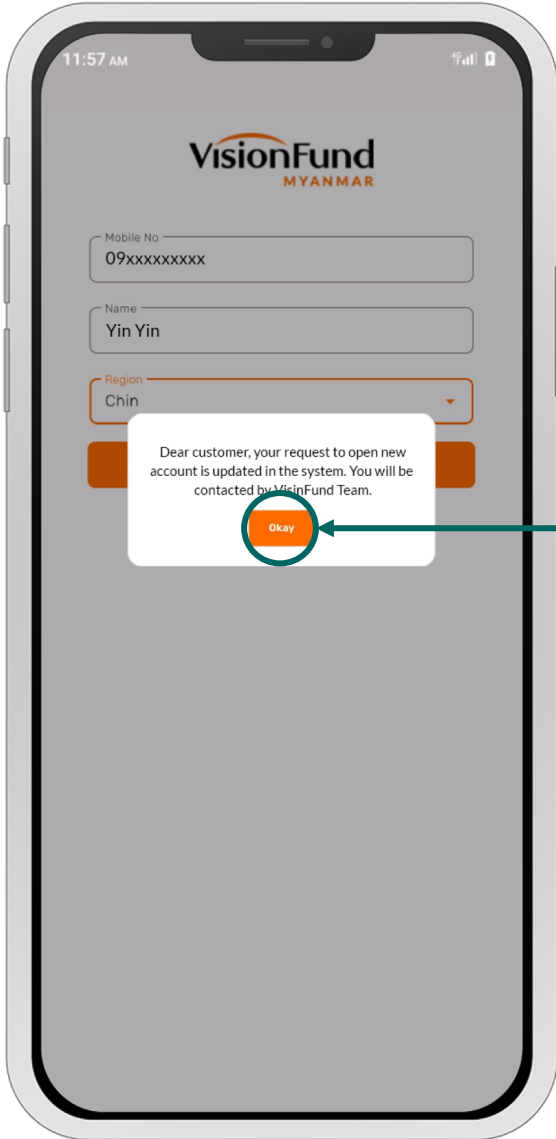 11:57 AM
4G
VisionFund
MYANMAR
Mobile No
09xxxxxxxxx
Name
Yin Yin
Region
Chin
Dear customer, your request to open new
account is updated in the system. You will be
contacted by VisinFund Team.
Okay